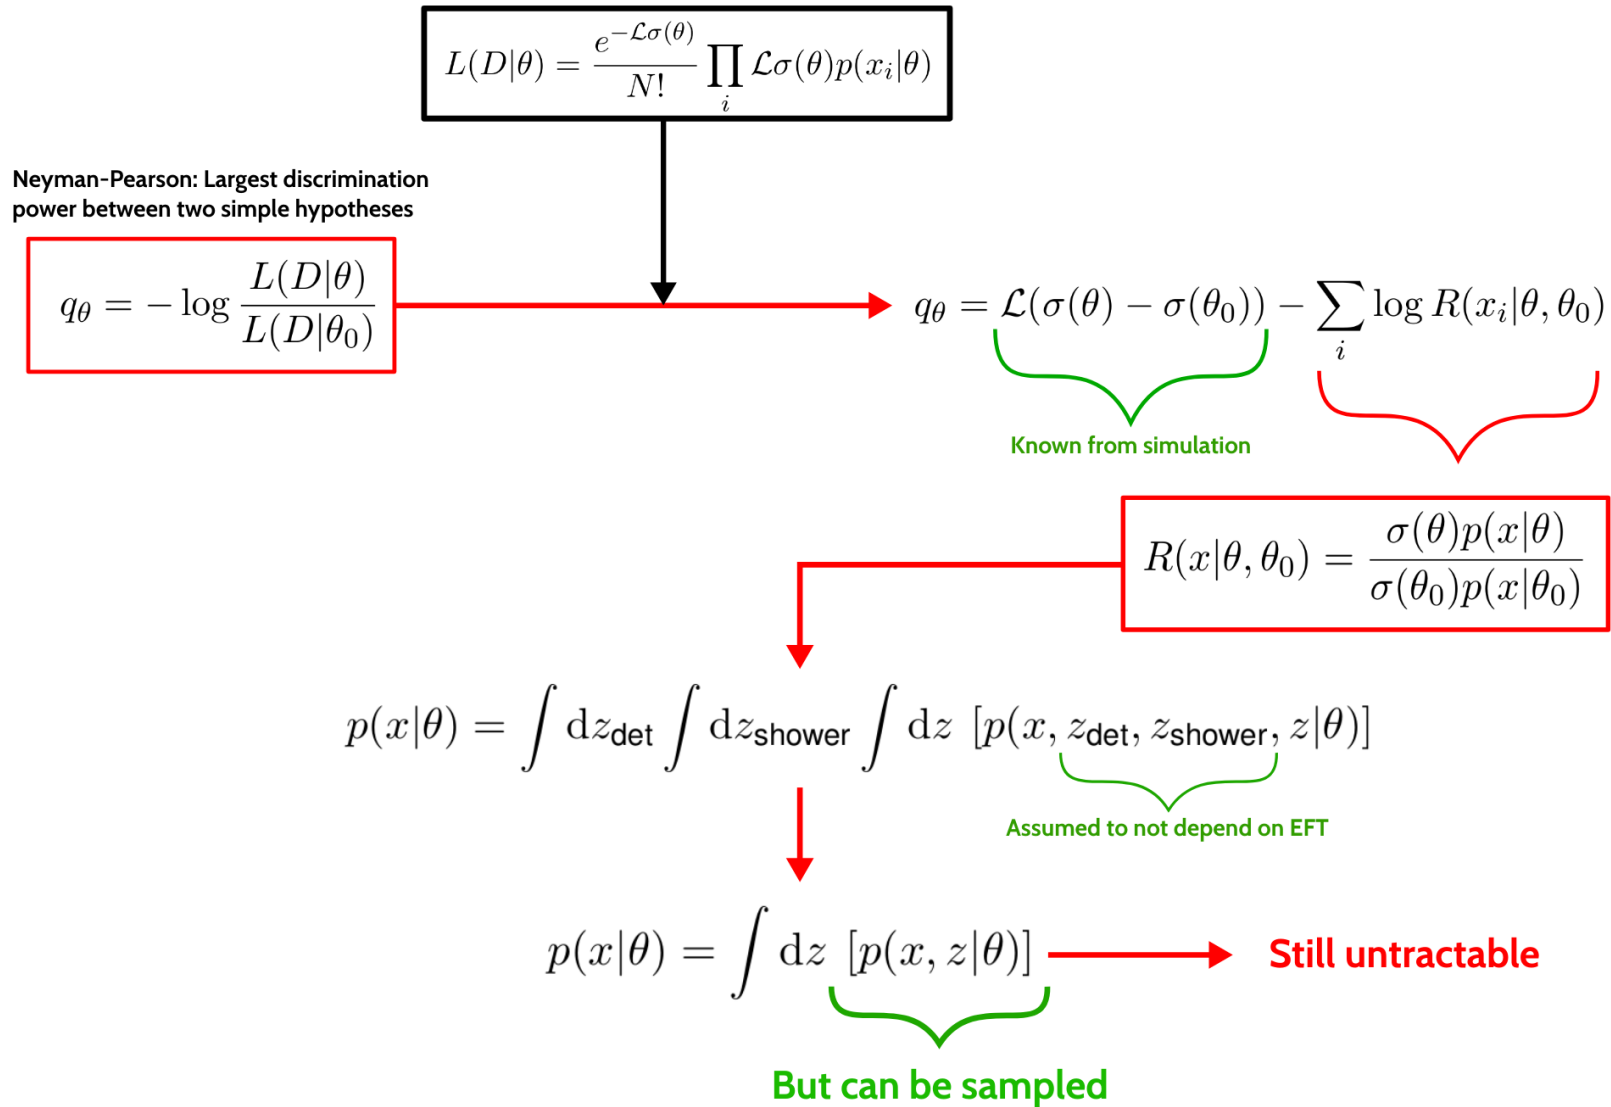 L(D|θ) = e^{−ℒσ(θ)} / N! ∏_i ℒσ(θ)p(x_i|θ)
Neyman-Pearson: Largest discrimination
power between two simple hypotheses
q_θ = − log L(D|θ) / L(D|θ_0)
q_θ = ℒ(σ(θ) − σ(θ_0)) − ∑_i log R(x_i|θ, θ_0)
Known from simulation
R(x|θ, θ_0) = σ(θ)p(x|θ) / σ(θ_0)p(x|θ_0)
p(x|θ) = ∫ dz_det ∫ dz_shower ∫ dz [p(x, z_det, z_shower, z|θ)]
Assumed to not depend on EFT
p(x|θ) = ∫ dz [p(x, z|θ)]
Still untractable
But can be sampled